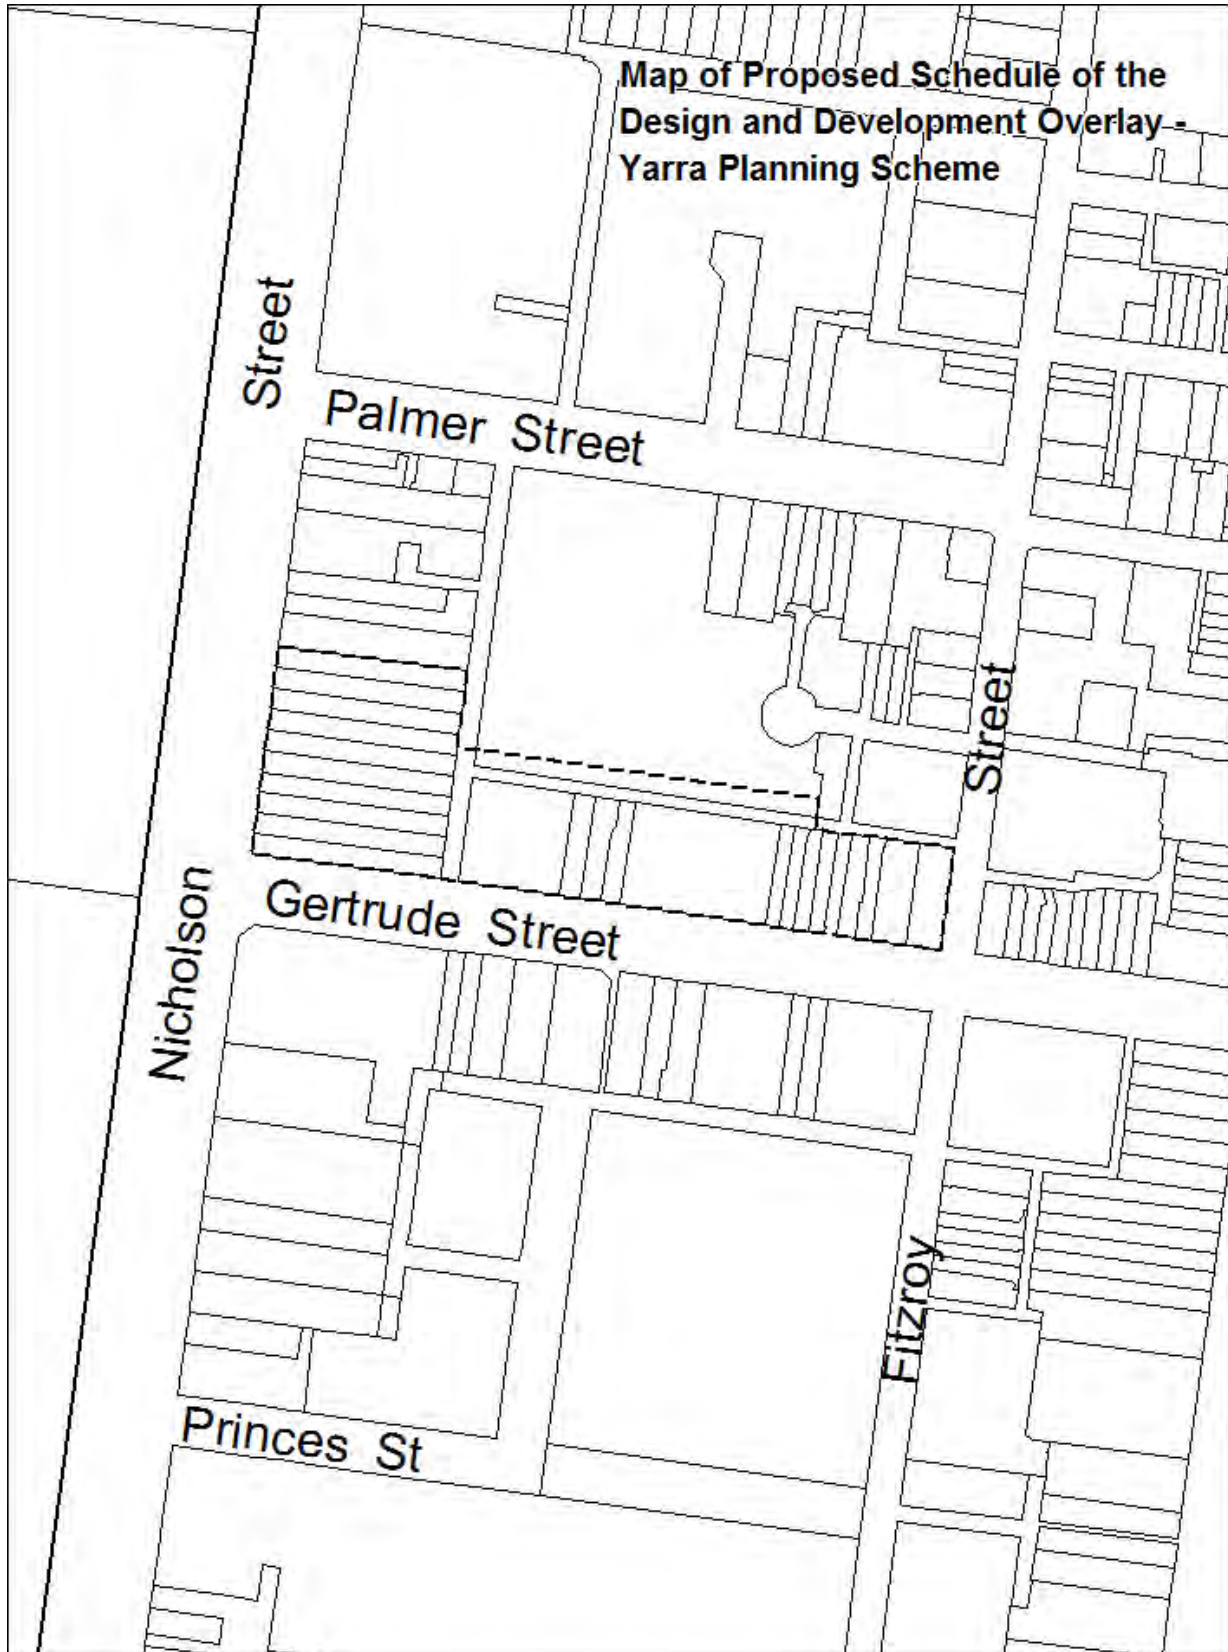 Map of Proposed Schedule of the
Design and Development Overlay -
Yarra Planning Scheme
Street
Palmer Street
Street
Nicholson
Gertrude Street
Fitzroy
Princes St